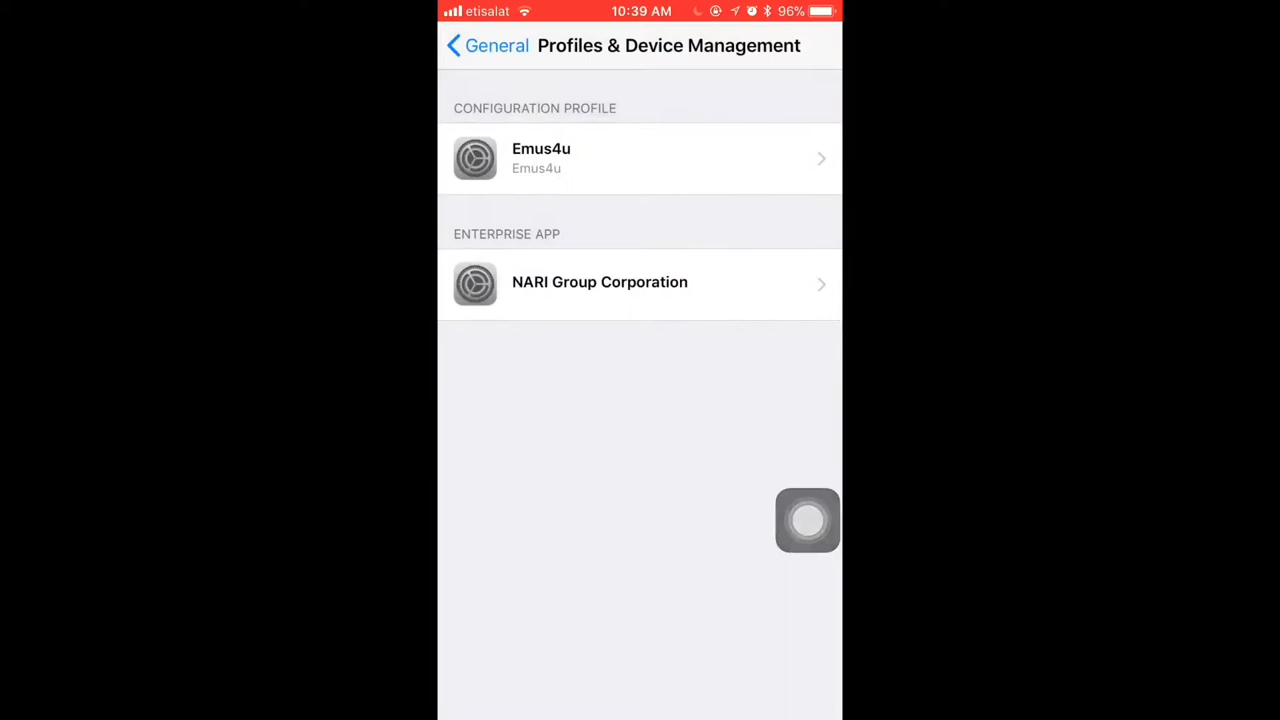 etisalat 10:39 AM 96%
General Profiles & Device Management
CONFIGURATION PROFILE
Emus4u
Emus4u
ENTERPRISE APP
NARI Group Corporation